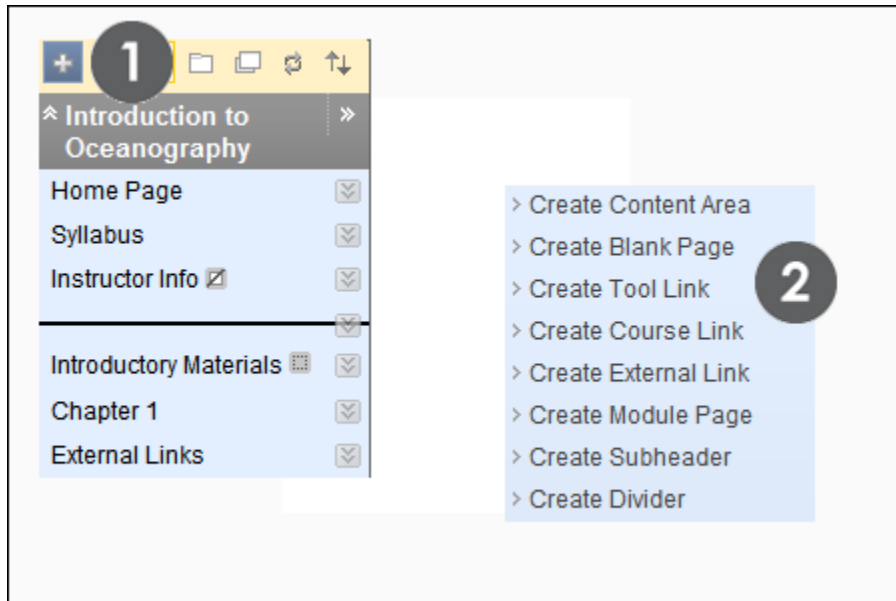 1
Introduction to
Oceanography
Home Page
Syllabus
Instructor Info
Introductory Materials
Chapter 1
External Links
Create Content Area
Create Blank Page
Create Tool Link
2
Create Course Link
Create External Link
Create Module Page
Create Subheader
Create Divider